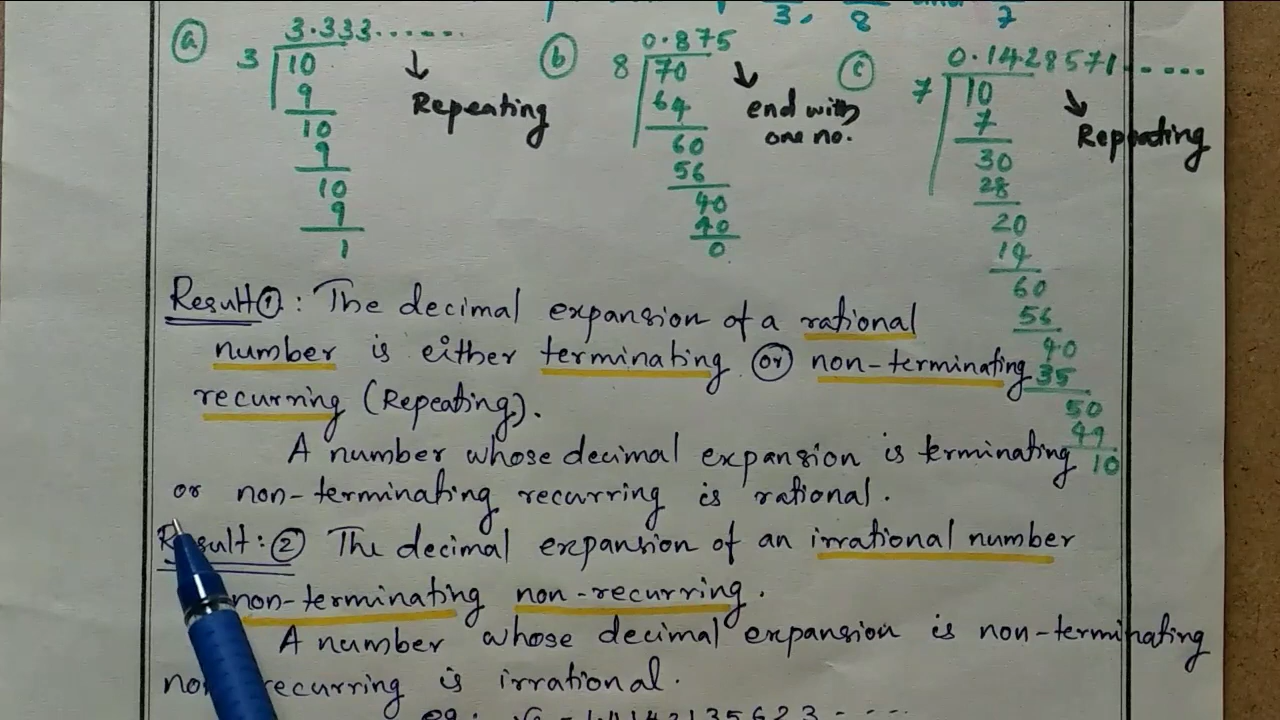 3, 8 7
ⓐ 3.333......
3 10
9
10
9
10
9
1
↓
Repeating
ⓑ 0.875
8 70
64
60
56
40
40
0
end with
one no.
ⓒ 0.1428571.....
7 10
7
30
28
20
14
60
56
40
35
50
49
10
Repeating
Result①: The decimal expansion of a rational
number is either terminating or non-terminating
recurring (Repeating).
A number whose decimal expansion is terminating
or non-terminating recurring is rational.
Result:② The decimal expansion of an irrational number
non-terminating non-recurring.
A number whose decimal expansion is non-terminating
recurring is irrational.